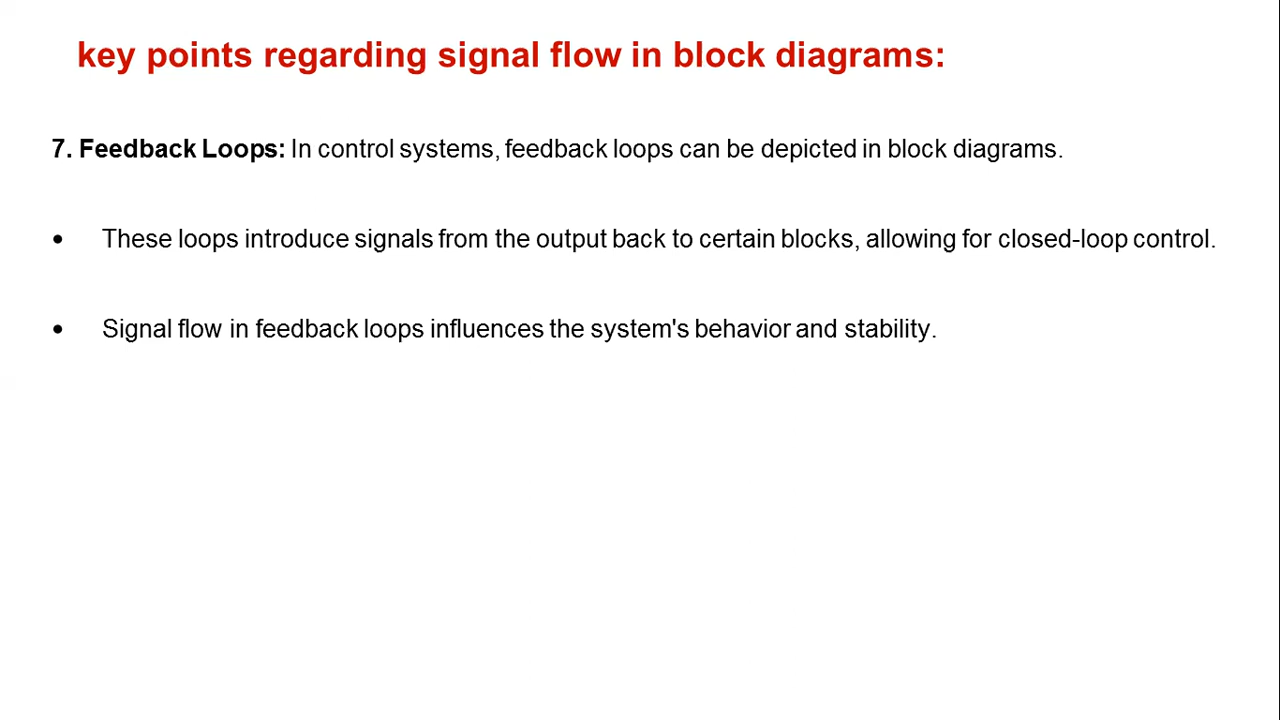 key points regarding signal flow in block diagrams:
7. Feedback Loops: In control systems, feedback loops can be depicted in block diagrams.
• These loops introduce signals from the output back to certain blocks, allowing for closed-loop control.
• Signal flow in feedback loops influences the system's behavior and stability.